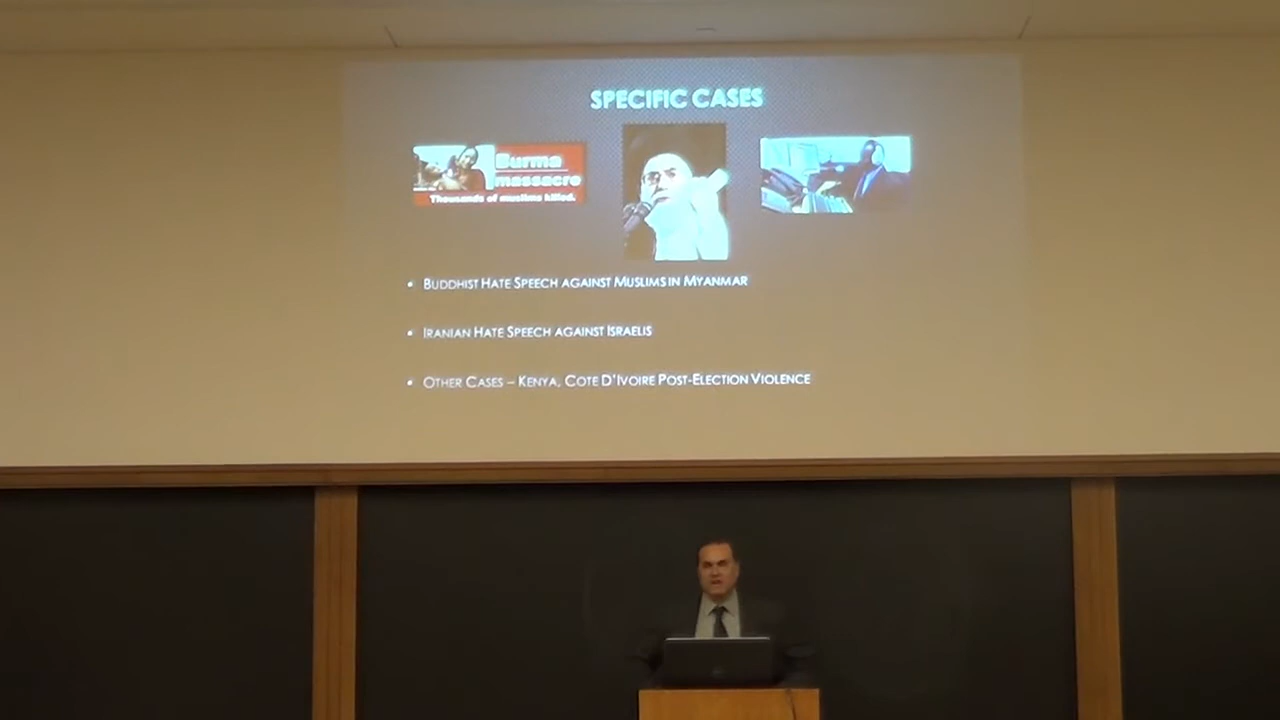 SPECIFIC CASES
Burma
massacre
Thousands of muslims killed.
• BUDDHIST HATE SPEECH AGAINST MUSLIMS IN MYANMAR
• IRANIAN HATE SPEECH AGAINST ISRAELIS
• OTHER CASES – KENYA, COTE D'IVOIRE POST-ELECTION VIOLENCE